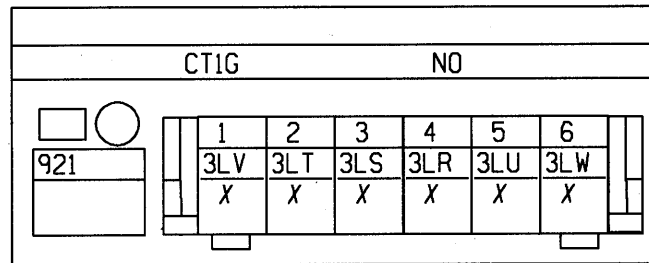 CT1G NO
1 2 3 4 5 6
921 3LV 3LT 3LS 3LR 3LU 3LW
X X X X X X